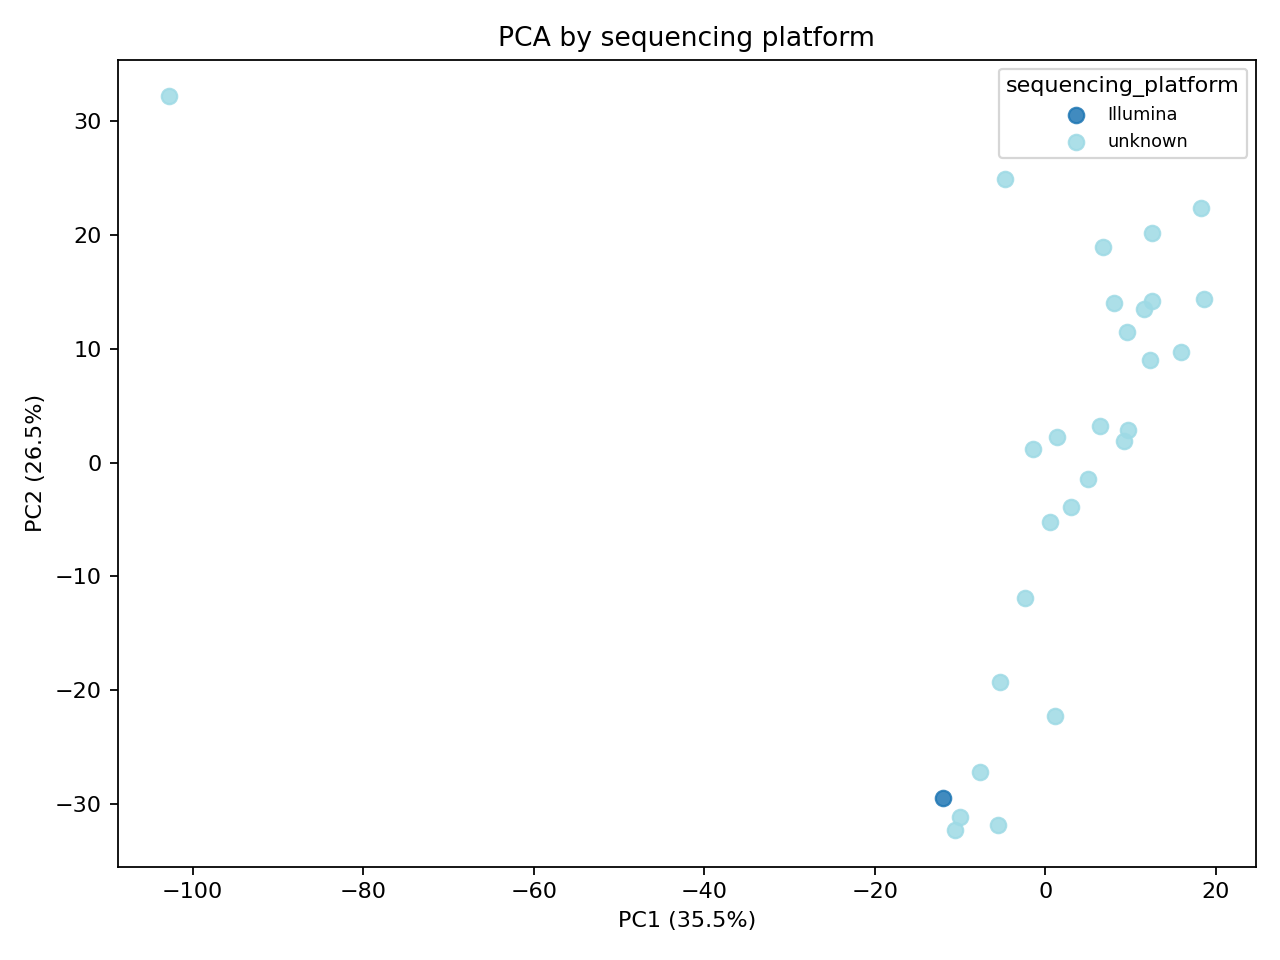 PCA by sequencing platform
sequencing_platform
Illumina
unknown
30
20
10
0
−10
−20
−30
PC2 (26.5%)
−100
−80
−60
−40
−20
0
20
PC1 (35.5%)